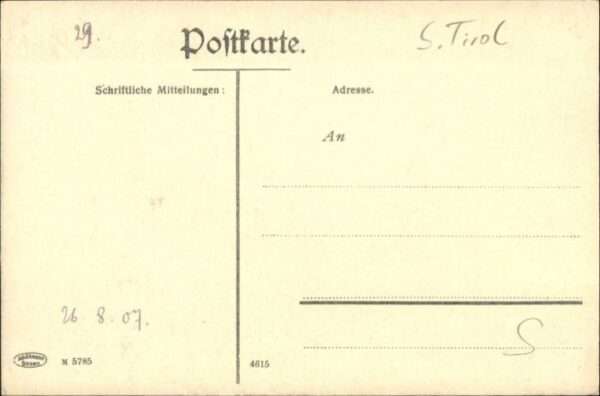 29.
Postkarte.
S. Tirol
Schriftliche Mitteilungen:
Adresse.
An
26. 8. 07.
S
N 5785
4615